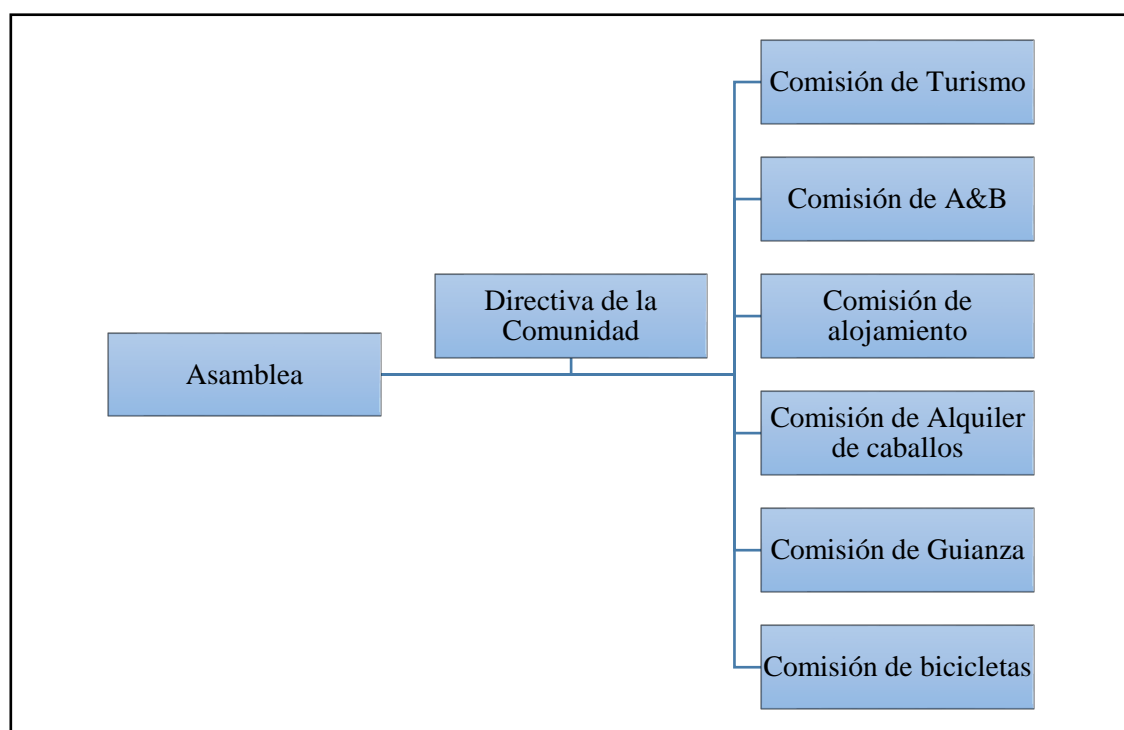 Asamblea
Directiva de la
Comunidad
Comisión de Turismo
Comisión de A&B
Comisión de
alojamiento
Comisión de Alquiler
de caballos
Comisión de Guianza
Comisión de bicicletas